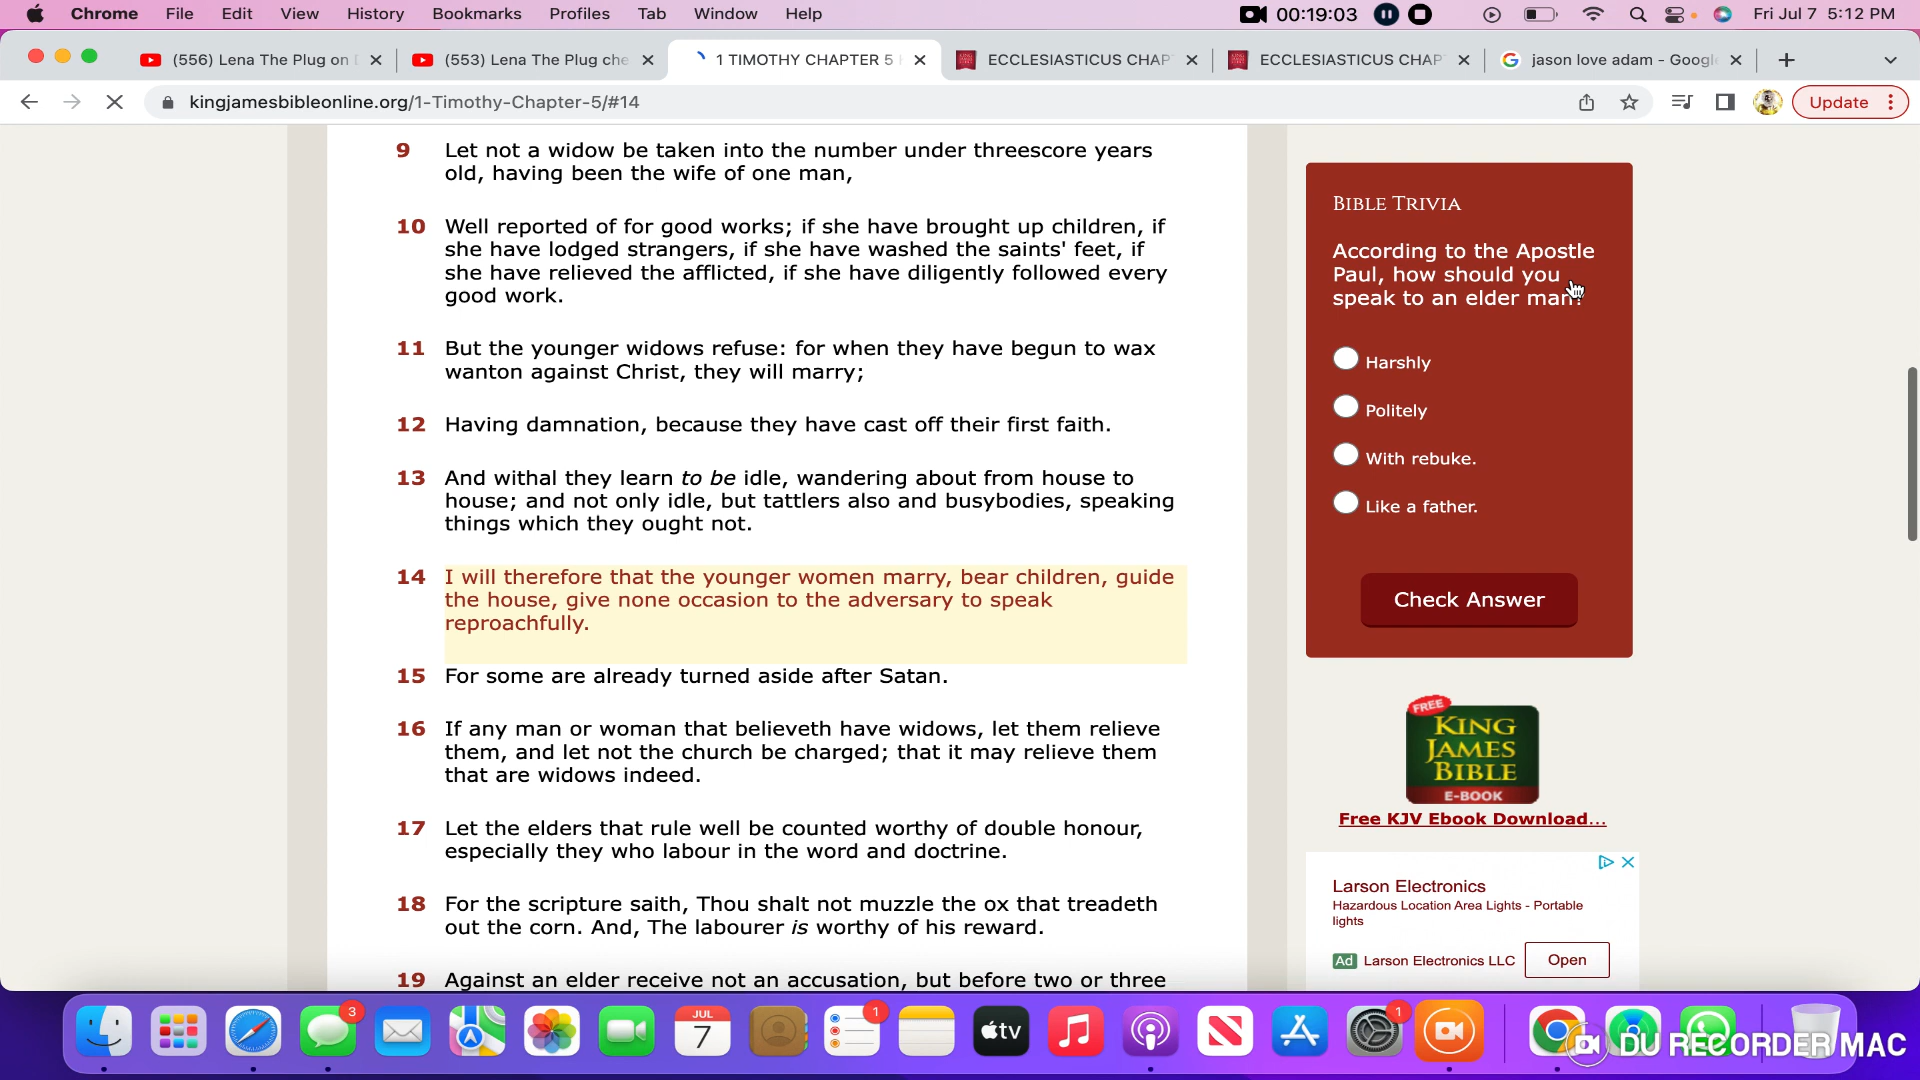 Chrome File Edit View History Bookmarks Profiles Tab Window Help 00:19:03 Fri Jul 7 5:12 PM
(556) Lena The Plug on (553) Lena The Plug che 1 TIMOTHY CHAPTER 5 ECCLESIASTICUS CHAP ECCLESIASTICUS CHAP jason love adam - Google
kingjamesbibleonline.org/1-Timothy-Chapter-5/#14 Update
9 Let not a widow be taken into the number under threescore years
old, having been the wife of one man,
10 Well reported of for good works; if she have brought up children, if
she have lodged strangers, if she have washed the saints' feet, if
she have relieved the afflicted, if she have diligently followed every
good work.
11 But the younger widows refuse: for when they have begun to wax
wanton against Christ, they will marry;
12 Having damnation, because they have cast off their first faith.
13 And withal they learn to be idle, wandering about from house to
house; and not only idle, but tattlers also and busybodies, speaking
things which they ought not.
14 I will therefore that the younger women marry, bear children, guide
the house, give none occasion to the adversary to speak
reproachfully.
15 For some are already turned aside after Satan.
16 If any man or woman that believeth have widows, let them relieve
them, and let not the church be charged; that it may relieve them
that are widows indeed.
17 Let the elders that rule well be counted worthy of double honour,
especially they who labour in the word and doctrine.
18 For the scripture saith, Thou shalt not muzzle the ox that treadeth
out the corn. And, The labourer is worthy of his reward.
19 Against an elder receive not an accusation, but before two or three
BIBLE TRIVIA
According to the Apostle
Paul, how should you
speak to an elder man?
Harshly
Politely
With rebuke.
Like a father.
Check Answer
FREE
KING
JAMES
BIBLE
E-BOOK
Free KJV Ebook Download...
Larson Electronics
Hazardous Location Area Lights - Portable
lights
Ad Larson Electronics LLC Open
3
JUL
7
1
tv
1
DU RECORDER MAC